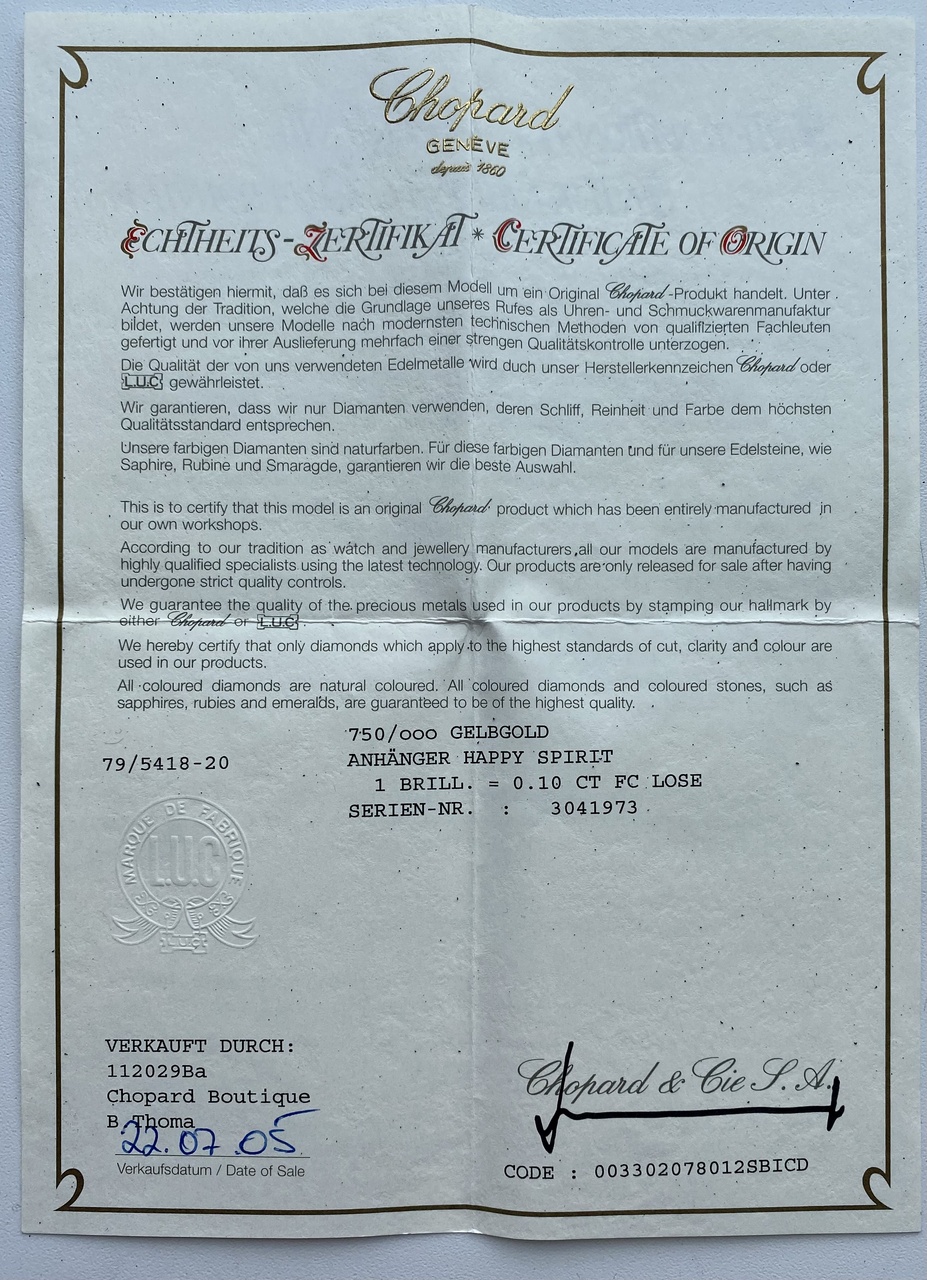 Chopard
GENÈVE
depuis 1860
ECHTHEITS-ZERTIFIKAT * CERTIFICATE OF ORIGIN
Wir bestätigen hiermit, daß es sich bei diesem Modell um ein Original Chopard-Produkt handelt. Unter
Achtung der Tradition, welche die Grundlage unseres Rufes als Uhren- und Schmuckwarenmanufaktur
bildet, werden unsere Modelle nach modernsten technischen Methoden von qualifizierten Fachleuten
gefertigt und vor ihrer Auslieferung mehrfach einer strengen Qualitätskontrolle unterzogen.
Die Qualität der von uns verwendeten Edelmetalle wird duch unser Herstellerkennzeichen Chopard oder
L.U.C gewährleistet.
Wir garantieren, dass wir nur Diamanten verwenden, deren Schliff, Reinheit und Farbe dem höchsten
Qualitätsstandard entsprechen.
Unsere farbigen Diamanten sind naturfarben. Für diese farbigen Diamanten und für unsere Edelsteine, wie
Saphire, Rubine und Smaragde, garantieren wir die beste Auswahl.
This is to certify that this model is an original Chopard product which has been entirely manufactured in
our own workshops.
According to our tradition as watch and jewellery manufacturers, all our models are manufactured by
highly qualified specialists using the latest technology. Our products are only released for sale after having
undergone strict quality controls.
We guarantee the quality of the precious metals used in our products by stamping our hallmark by
either Chopard or L.U.C
We hereby certify that only diamonds which apply to the highest standards of cut, clarity and colour are
used in our products.
All coloured diamonds are natural coloured. All coloured diamonds and coloured stones, such as
sapphires, rubies and emeralds, are guaranteed to be of the highest quality.
750/ooo GELBGOLD
79/5418-20 ANHÄNGER HAPPY SPIRIT
1 BRILL. = 0.10 CT FC LOSE
SERIEN-NR. : 3041973
MARQUE DE FABRIQUE
L.U.C
L.U.C
VERKAUFT DURCH:
112029Ba
Chopard Boutique
B. Thoma
22.07.05
Verkaufsdatum / Date of Sale
Chopard & Cie S.A.
CODE : 003302078012SBICD